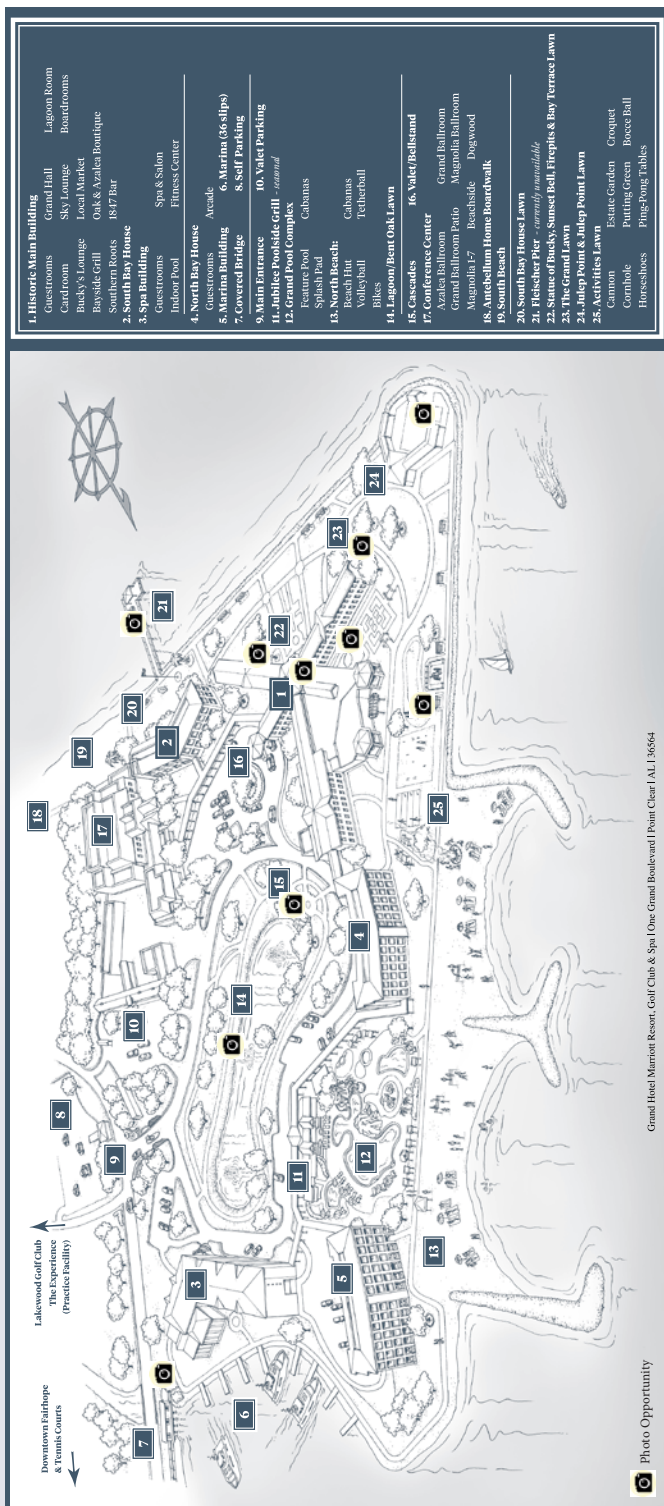 1. Historic Main Building
Guestrooms Grand Hall Lagoon Room
Cardroom Sky Lounge Boardrooms
Bucky's Lounge Local Market
Bayside Grill Oak & Azalea Boutique
Southern Roots 1847 Bar
2. South Bay House
3. Spa Building
Guestrooms Spa & Salon
Indoor Pool Fitness Center
4. North Bay House
Guestrooms Arcade
5. Marina Building 6. Marina (36 slips)
7. Covered Bridge 8. Self Parking
9. Main Entrance 10. Valet Parking
11. Jubilee Poolside Grill - seasonal
12. Grand Pool Complex
Feature Pool Cabanas
Splash Pad
13. North Beach:
Beach Hut Cabanas
Volleyball Tetherball
Bikes
14. Lagoon/Bent Oak Lawn
15. Cascades 16. Valet/Bellstand
17. Conference Center
Azalea Ballroom Grand Ballroom
Grand Ballroom Patio Magnolia Ballroom
Magnolia 1-7 Beachside Dogwood
18. Antebellum Home Boardwalk
19. South Beach
20. South Bay House Lawn
21. Fleischer Pier - currently unavailable
22. Statue of Bucky, Sunset Bell, Firepits & Bay Terrace Lawn
23. The Grand Lawn
24. Julep Point & Julep Point Lawn
25. Activities Lawn
Cannon Estate Garden Croquet
Cornhole Putting Green Bocce Ball
Horseshoes Ping-Pong Tables
Downtown Fairhope
& Tennis Courts
Lakewood Golf Club
The Experience
(Practice Facility)
18
8
19
17
9
10
20
21
7
2
3
16
14
6
15
1
22
11
23
5
12
4
24
13
25
Photo Opportunity
Grand Hotel Marriott Resort, Golf Club & Spa | One Grand Boulevard | Point Clear | AL | 36564